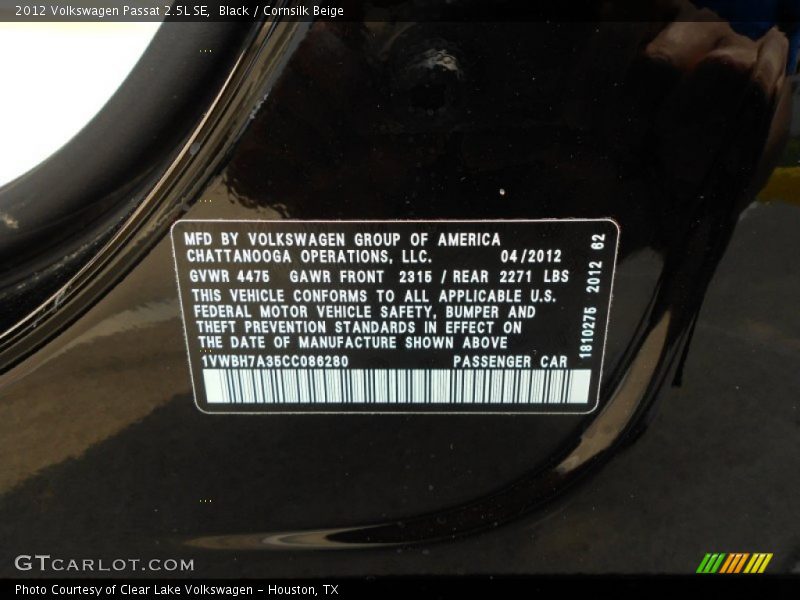 2012 Volkswagen Passat 2.5L SE, Black / Cornsilk Beige
MFD BY VOLKSWAGEN GROUP OF AMERICA
CHATTANOOGA OPERATIONS, LLC. 04/2012
GVWR 4475 GAWR FRONT 2315 / REAR 2271 LBS
THIS VEHICLE CONFORMS TO ALL APPLICABLE U.S.
FEDERAL MOTOR VEHICLE SAFETY, BUMPER AND
THEFT PREVENTION STANDARDS IN EFFECT ON
THE DATE OF MANUFACTURE SHOWN ABOVE
1VWBH7A35CC086280 PASSENGER CAR
1810275 2012 62
GTCARLOT.COM
Photo Courtesy of Clear Lake Volkswagen - Houston, TX